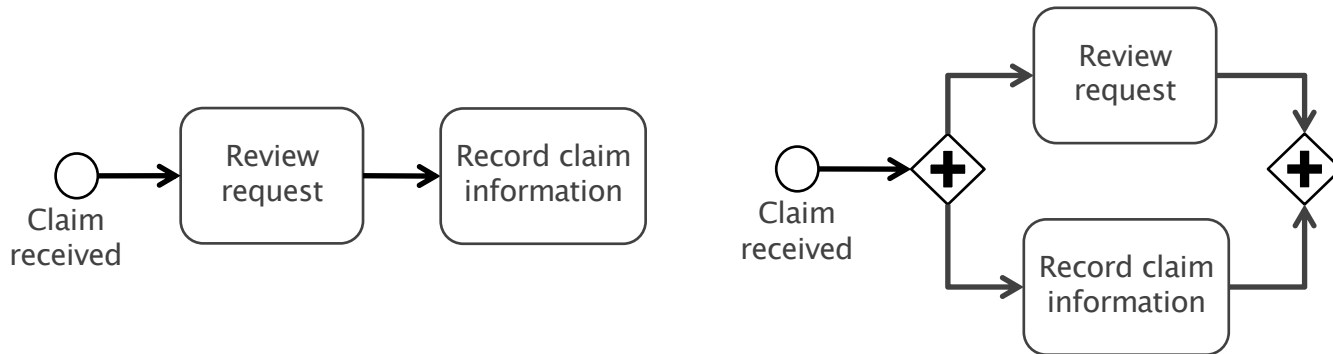 Review
request
Record claim
information
Claim
received
Review
request
Claim
received
Record claim
information